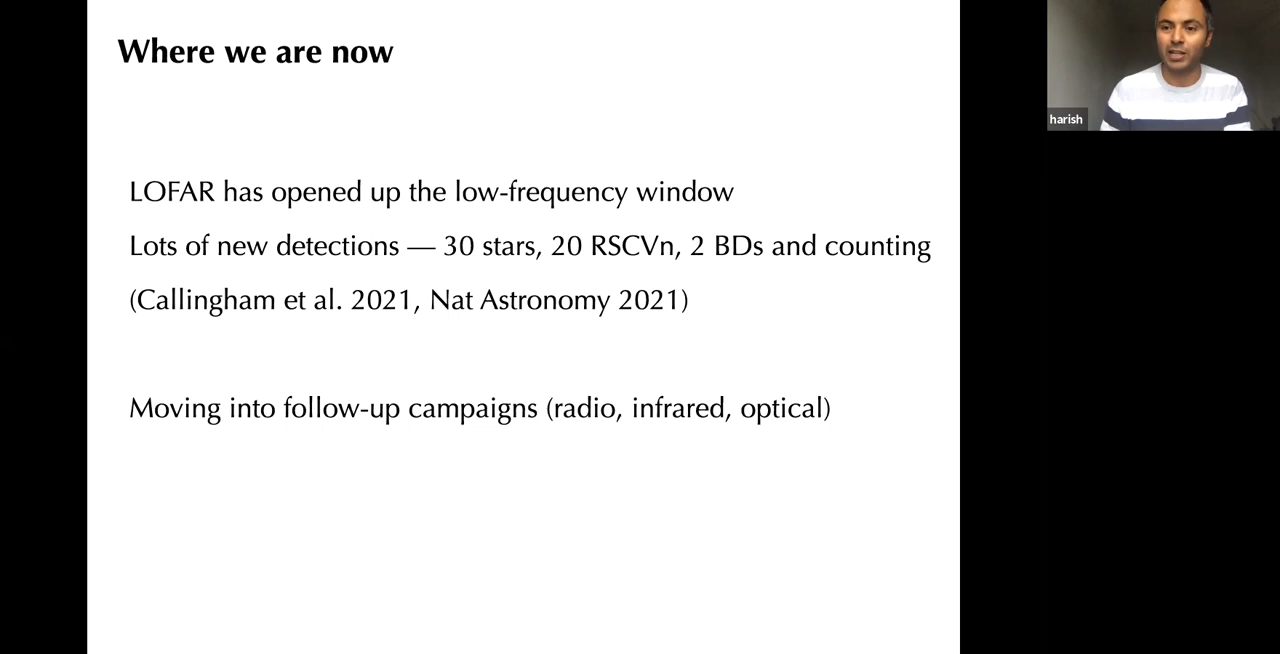 Where we are now
LOFAR has opened up the low-frequency window
Lots of new detections — 30 stars, 20 RSCVn, 2 BDs and counting
(Callingham et al. 2021, Nat Astronomy 2021)
Moving into follow-up campaigns (radio, infrared, optical)
harish